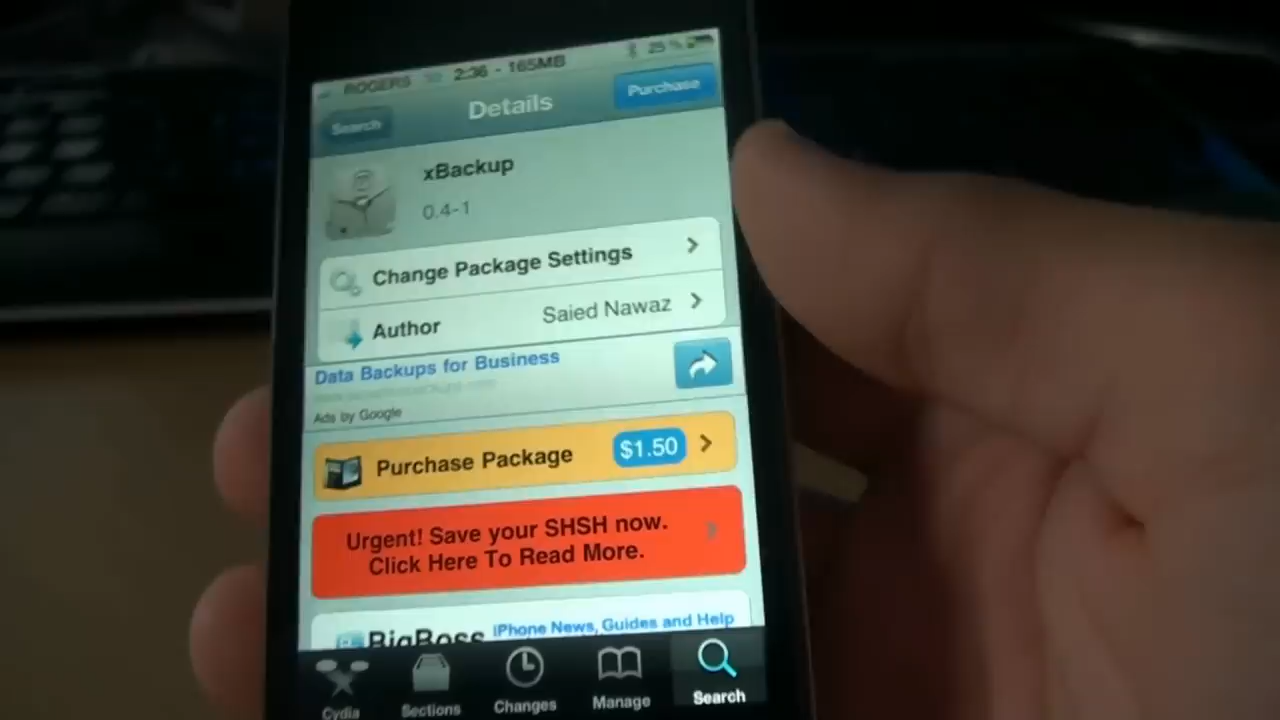 ROGERS 2:36 - 165MB 25 %
Search Details Purchase
xBackup
0.4-1
Change Package Settings
Author Saied Nawaz
Data Backups for Business
Ads by Google
Purchase Package $1.50
Urgent! Save your SHSH now.
Click Here To Read More.
BigBoss iPhone News, Guides and Help
Cydia Sections Changes Manage Search